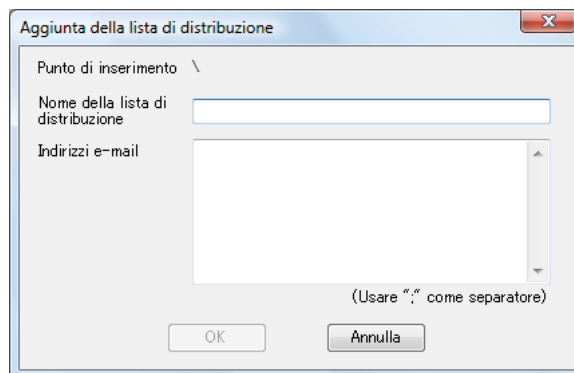 Aggiunta della lista di distribuzione
Punto di inserimento \
Nome della lista di
distribuzione
Indirizzi e-mail
(Usare ";" come separatore)
OK Annulla